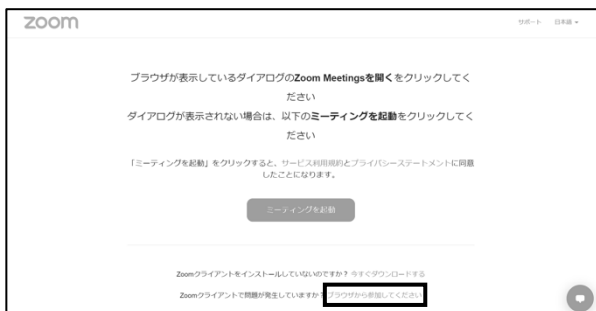 zoom
サポート 日本語
ブラウザが表示しているダイアログのZoom Meetingsを開くをクリックしてく
ださい
ダイアログが表示されない場合は、以下のミーティングを起動をクリックしてく
ださい
「ミーティングを起動」をクリックすると、サービス利用規約とプライバシーステートメントに同意
したことになります。
ミーティングを起動
Zoomクライアントをインストールしていないのですか？ 今すぐダウンロードする
Zoomクライアントで問題が発生していますか？ ブラウザから参加してください